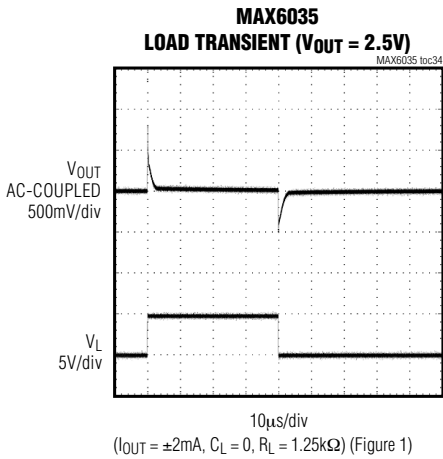 MAX6035
LOAD TRANSIENT (VOUT = 2.5V)
MAX6035 toc34
VOUT
AC-COUPLED
500mV/div
VL
5V/div
10μs/div
(IOUT = ±2mA, CL = 0, RL = 1.25kΩ) (Figure 1)